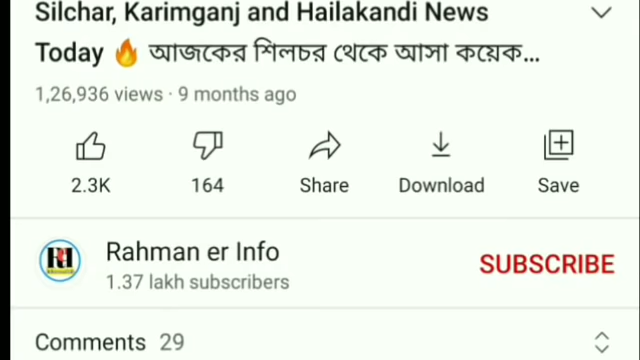 Silchar, Karimganj and Hailakandi News
Today 🔥 আজকের শিলচর থেকে আসা কয়েক...
1,26,936 views · 9 months ago
2.3K 164 Share Download Save
Rahman er Info
SUBSCRIBE
1.37 lakh subscribers
Comments 29